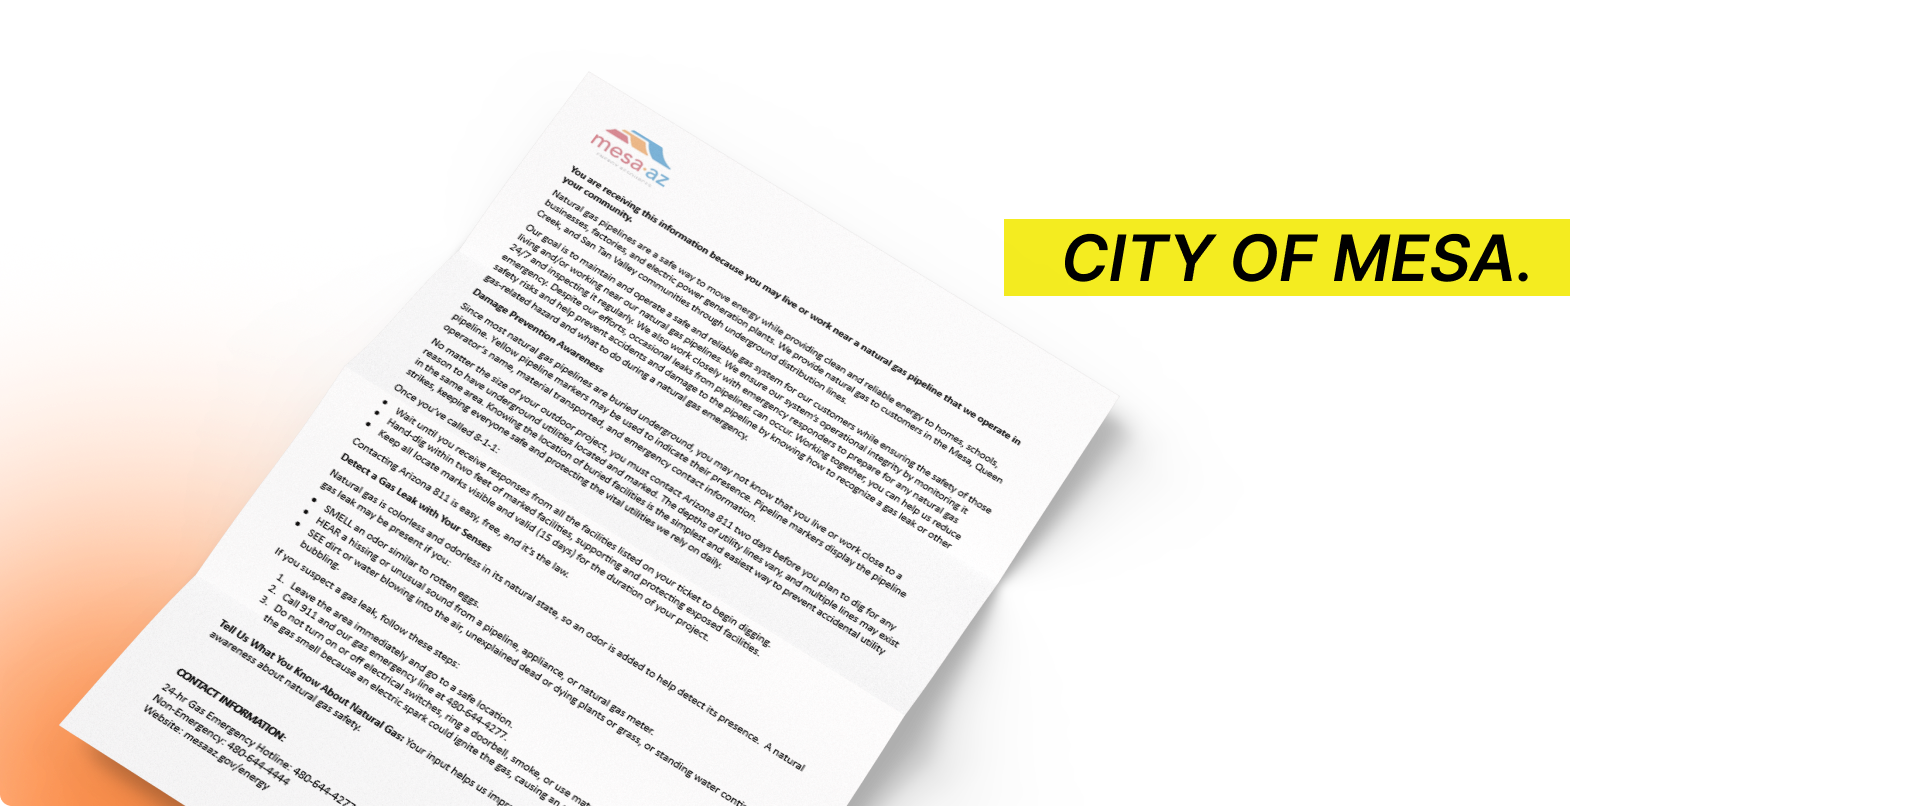 mesa·az
You are receiving this information because you may live or work near a natural gas pipeline that we operate in
your community.
Natural gas pipelines are a safe way to move energy while providing clean and reliable energy to homes, schools,
businesses, factories, and electric power generation plants. We provide natural gas to customers in the Mesa, Queen
Creek, and San Tan Valley communities through underground distribution lines.
Our goal is to maintain and operate a safe and reliable gas system for our customers while ensuring the safety of those
living and/or working near our natural gas pipelines. We ensure our system's operational integrity by monitoring it
24/7 and inspecting it regularly. We also work closely with emergency responders to prepare for any natural gas
emergency. Despite our efforts, occasional leaks from pipelines can occur. Working together, you can help us reduce
safety risks and help prevent accidents and damage to the pipeline by knowing how to recognize a gas leak or other
gas-related hazard and what to do during a natural gas emergency.
Damage Prevention Awareness
Since most natural gas pipelines are buried underground, you may not know that you live or work close to a
pipeline. Yellow pipeline markers may be used to indicate their presence. Pipeline markers display the pipeline
operator's name, material transported, and emergency contact information.
No matter the size of your outdoor project, you must contact Arizona 811 two days before you plan to dig for any
reason to have underground utilities located and marked. The depths of utility lines vary, and multiple lines may exist
in the same area. Knowing the location of buried facilities is the simplest and easiest way to prevent accidental utility
strikes, keeping everyone safe and protecting the vital utilities we rely on daily.
Once you've called 8-1-1:
• Wait until you receive responses from all the facilities listed on your ticket to begin digging.
• Hand-dig within two feet of marked facilities, supporting and protecting exposed facilities.
• Keep all locate marks visible and valid (15 days) for the duration of your project.
Contacting Arizona 811 is easy, free, and it's the law.
Detect a Gas Leak with Your Senses
Natural gas is colorless and odorless in its natural state, so an odor is added to help detect its presence. A natural
gas leak may be present if you:
• SMELL an odor similar to rotten eggs.
• HEAR a hissing or unusual sound from a pipeline, appliance, or natural gas meter.
• SEE dirt or water blowing into the air, unexplained dead or dying plants or grass, or standing water conti
bubbling.
If you suspect a gas leak, follow these steps:
1. Leave the area immediately and go to a safe location.
2. Call 911 and our gas emergency line at 480-644-4277.
3. Do not turn on or off electrical switches, ring a doorbell, smoke, or use mat
the gas smell because an electric spark could ignite the gas, causing an
Tell Us What You Know About Natural Gas: Your input helps us impr
awareness about natural gas safety.
CONTACT INFORMATION:
24-hr Gas Emergency Hotline: 480-644-4277
Non-Emergency: 480-644-4444
Website: mesaaz.gov/energy
CITY OF MESA.